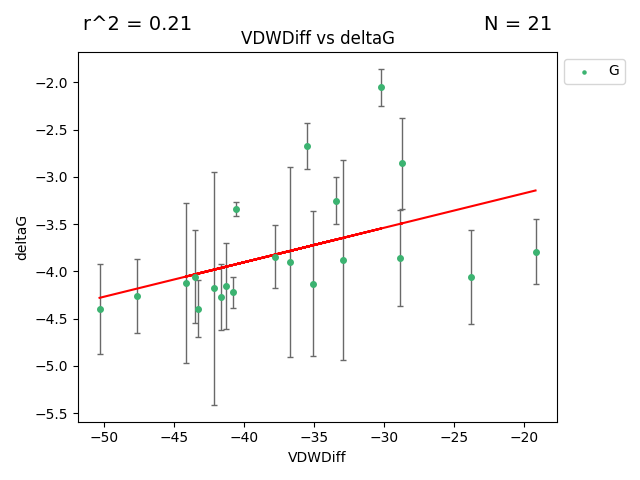 r^2 = 0.21
N = 21
VDWDiff vs deltaG
G
deltaG
−2.0
−2.5
−3.0
−3.5
−4.0
−4.5
−5.0
−5.5
−50
−45
−40
−35
−30
−25
−20
VDWDiff